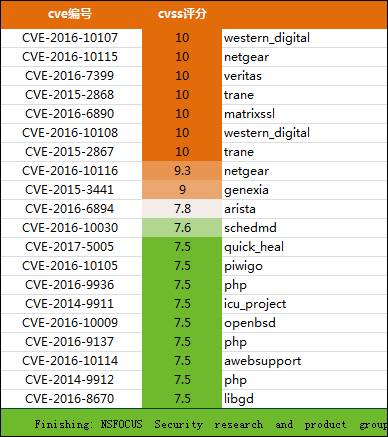 cve编号 cvss评分
CVE-2016-10107 10 western_digital
CVE-2016-10115 10 netgear
CVE-2016-7399 10 veritas
CVE-2015-2868 10 trane
CVE-2016-6890 10 matrixssl
CVE-2016-10108 10 western_digital
CVE-2015-2867 10 trane
CVE-2016-10116 9.3 netgear
CVE-2015-3441 9 genexia
CVE-2016-6894 7.8 arista
CVE-2016-10030 7.6 schedmd
CVE-2017-5005 7.5 quick_heal
CVE-2016-10105 7.5 piwigo
CVE-2016-9936 7.5 php
CVE-2014-9911 7.5 icu_project
CVE-2016-10009 7.5 openbsd
CVE-2016-9137 7.5 php
CVE-2016-10114 7.5 awebsupport
CVE-2014-9912 7.5 php
CVE-2016-8670 7.5 libgd
Finishing: NSFOCUS Security research and product group